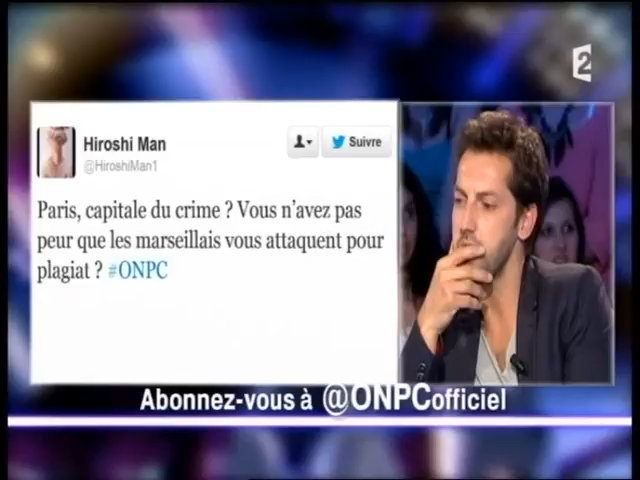 2
Hiroshi Man
@HiroshiMan1
Suivre
Paris, capitale du crime ? Vous n'avez pas
peur que les marseillais vous attaquent pour
plagiat ? #ONPC
Abonnez-vous à @ONPCofficiel